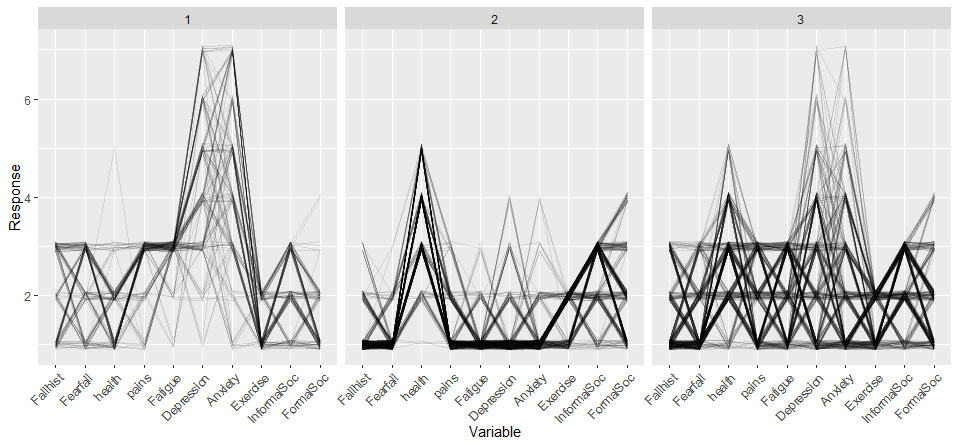 1 2 3
Response
6
4
2
Fallhist Fearfall health pains Fatigue Depression Anxiety Exercise InformalSoc FormalSoc
Fallhist Fearfall health pains Fatigue Depression Anxiety Exercise InformalSoc FormalSoc
Fallhist Fearfall health pains Fatigue Depression Anxiety Exercise InformalSoc FormalSoc
Variable